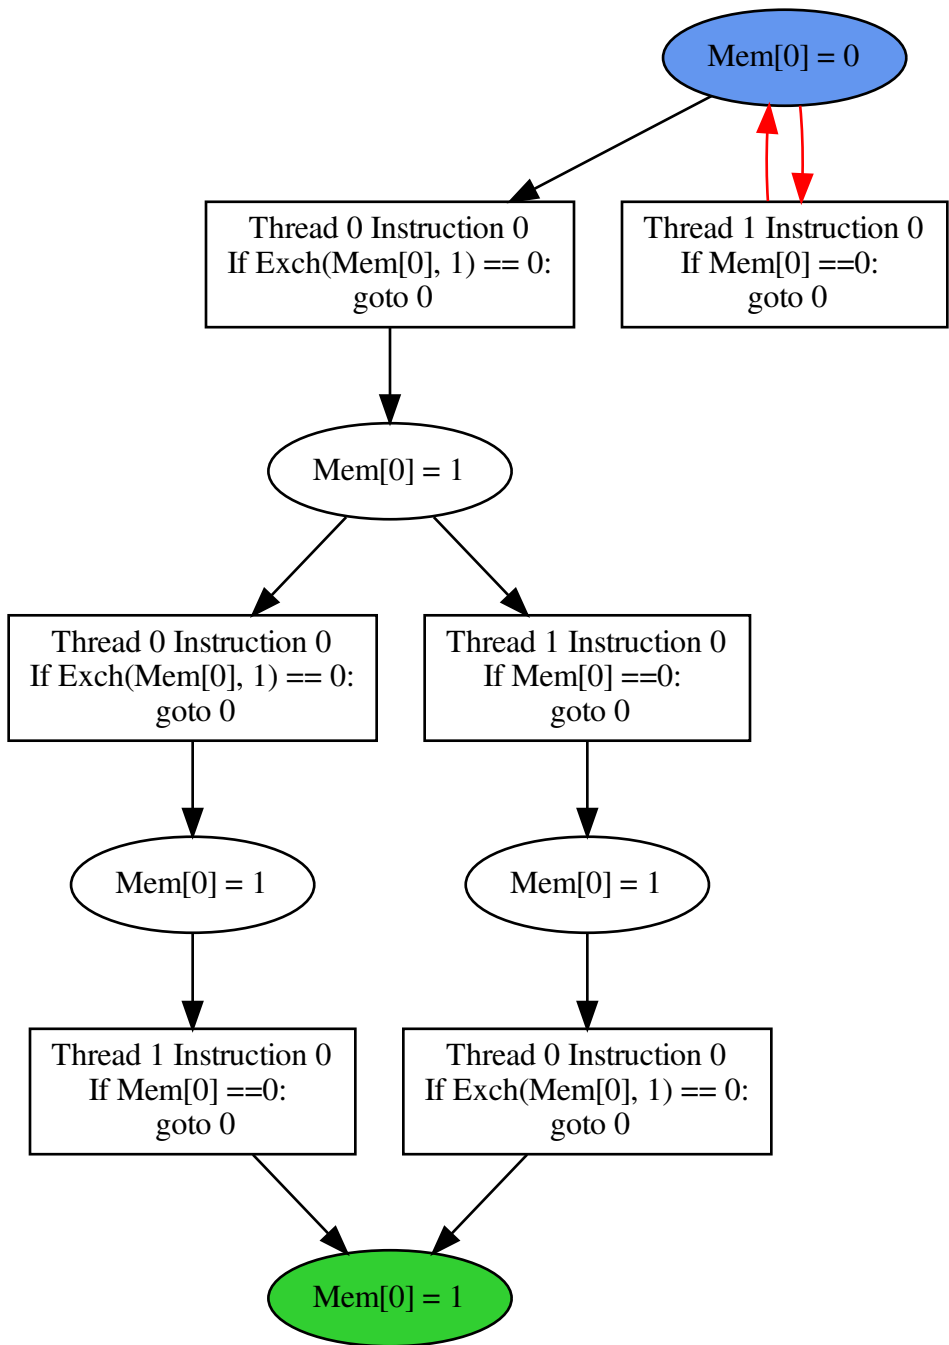 Mem[0] = 0
Thread 0 Instruction 0
If Exch(Mem[0], 1) == 0:
goto 0
Thread 1 Instruction 0
If Mem[0] ==0:
goto 0
Mem[0] = 1
Thread 0 Instruction 0
If Exch(Mem[0], 1) == 0:
goto 0
Thread 1 Instruction 0
If Mem[0] ==0:
goto 0
Mem[0] = 1
Mem[0] = 1
Thread 1 Instruction 0
If Mem[0] ==0:
goto 0
Thread 0 Instruction 0
If Exch(Mem[0], 1) == 0:
goto 0
Mem[0] = 1